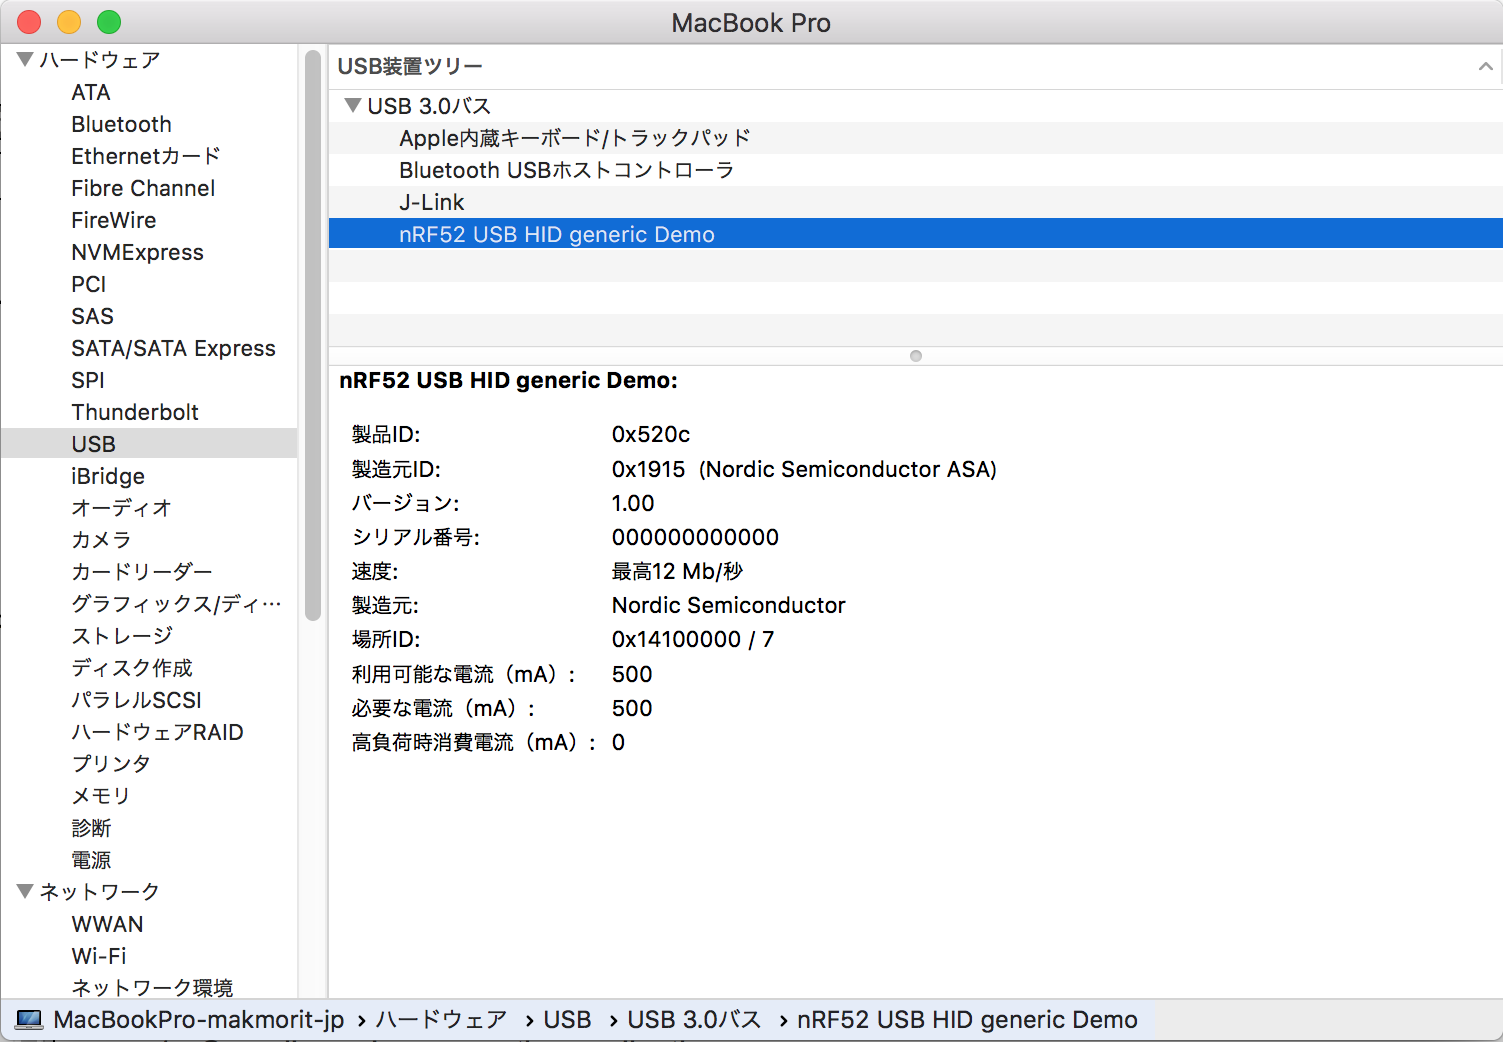 MacBook Pro
ハードウェア
ATA
Bluetooth
Ethernetカード
Fibre Channel
FireWire
NVMExpress
PCI
SAS
SATA/SATA Express
SPI
Thunderbolt
USB
iBridge
オーディオ
カメラ
カードリーダー
グラフィックス/ディ…
ストレージ
ディスク作成
パラレルSCSI
ハードウェアRAID
プリンタ
メモリ
診断
電源
ネットワーク
WWAN
Wi-Fi
ネットワーク環境
USB装置ツリー
USB 3.0バス
Apple内蔵キーボード/トラックパッド
Bluetooth USBホストコントローラ
J-Link
nRF52 USB HID generic Demo
nRF52 USB HID generic Demo:
製品ID: 0x520c
製造元ID: 0x1915 (Nordic Semiconductor ASA)
バージョン: 1.00
シリアル番号: 000000000000
速度: 最高12 Mb/秒
製造元: Nordic Semiconductor
場所ID: 0x14100000 / 7
利用可能な電流（mA）: 500
必要な電流（mA）: 500
高負荷時消費電流（mA）: 0
MacBookPro-makmorit-jp › ハードウェア › USB › USB 3.0バス › nRF52 USB HID generic Demo